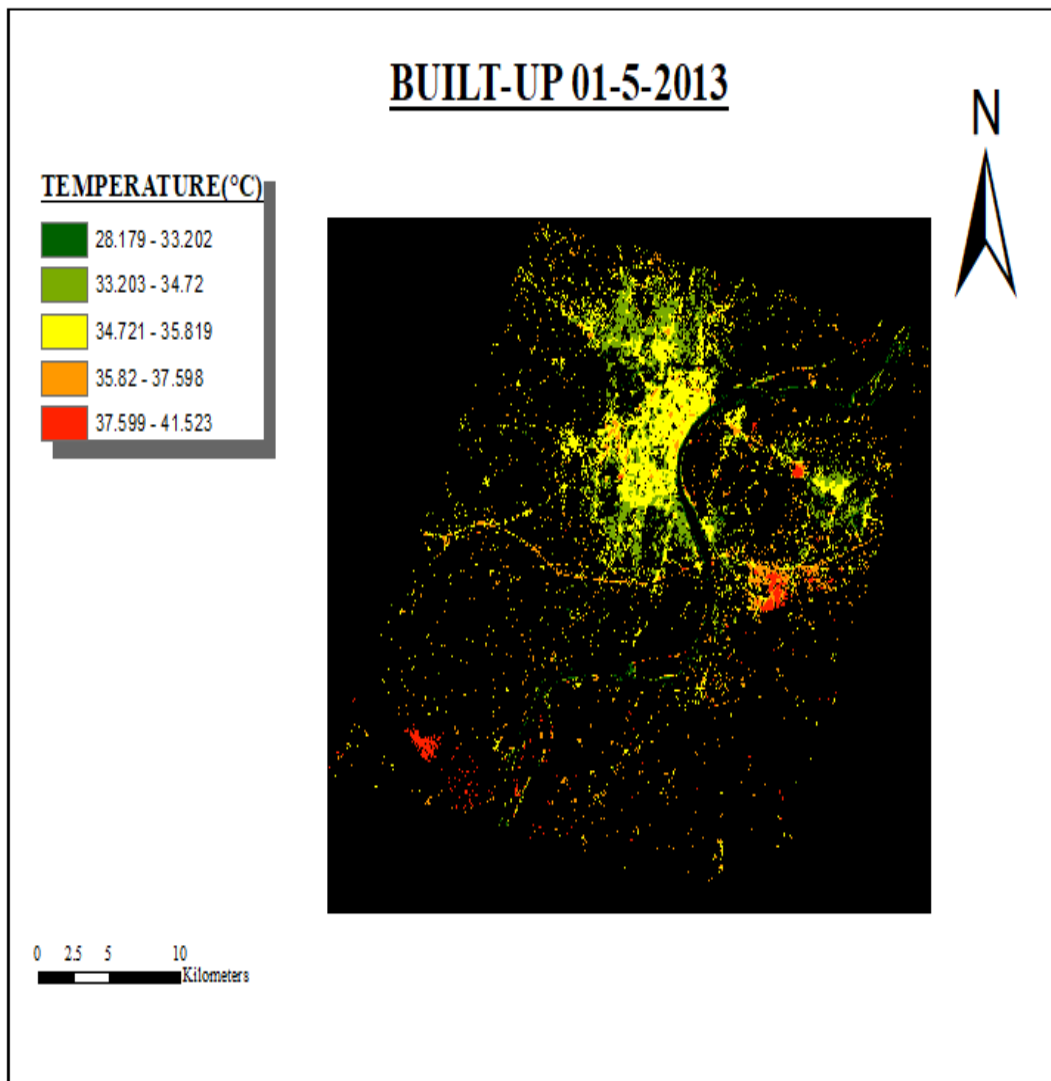 BUILT-UP 01-5-2013
N
TEMPERATURE(°C)
28.179 - 33.202
33.203 - 34.72
34.721 - 35.819
35.82 - 37.598
37.599 - 41.523
0 2.5 5 10
Kilometers